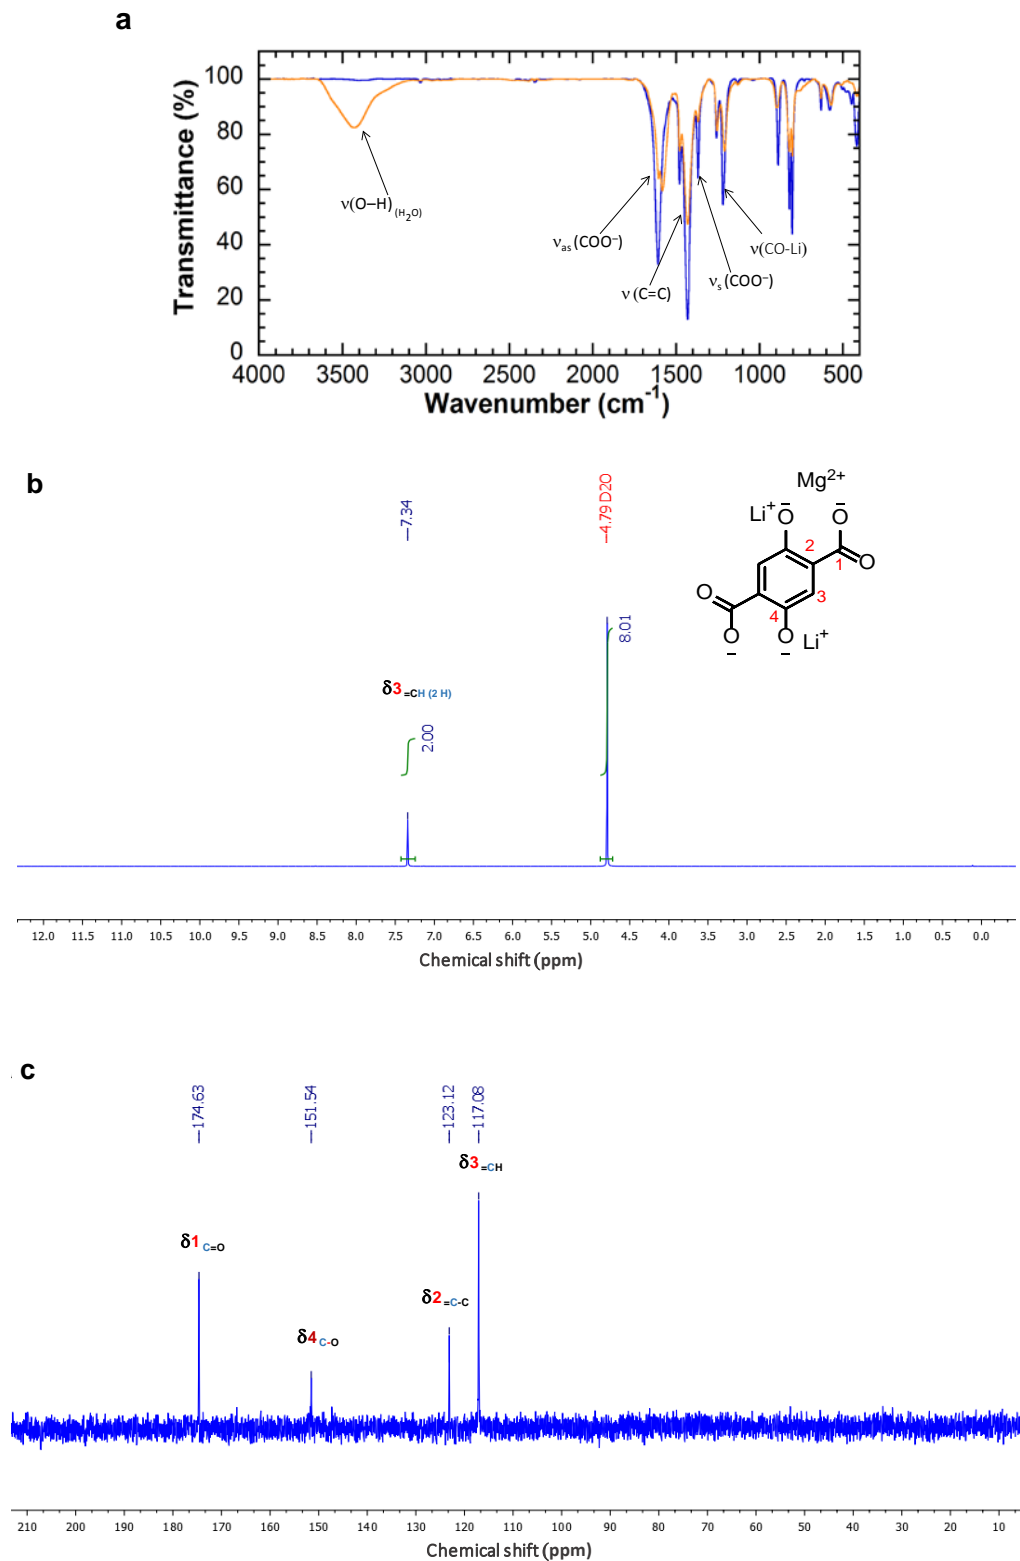 a
Transmittance (%)
100
80
60
40
20
0
ν(O–H) (H₂O)
νas (COO⁻)
ν (C=C)
νs (COO⁻)
ν(CO-Li)
4000 3500 3000 2500 2000 1500 1000 500
Wavenumber (cm⁻¹)
b
—7.34
—4.79 D2O
Mg²⁺
Li⁺ O⁻ O⁻
2
1
O
O
3
4
O⁻ O⁻ Li⁺
8.01
δ3 =CH (2 H)
2.00
12.0 11.5 11.0 10.5 10.0 9.5 9.0 8.5 8.0 7.5 7.0 6.5 6.0 5.5 5.0 4.5 4.0 3.5 3.0 2.5 2.0 1.5 1.0 0.5 0.0
Chemical shift (ppm)
. c
—174.63
—151.54
—123.12
—117.08
δ3 =CH
δ1 C=O
δ2 =C-C
δ4 C-O
210 200 190 180 170 160 150 140 130 120 110 100 90 80 70 60 50 40 30 20 10
Chemical shift (ppm)